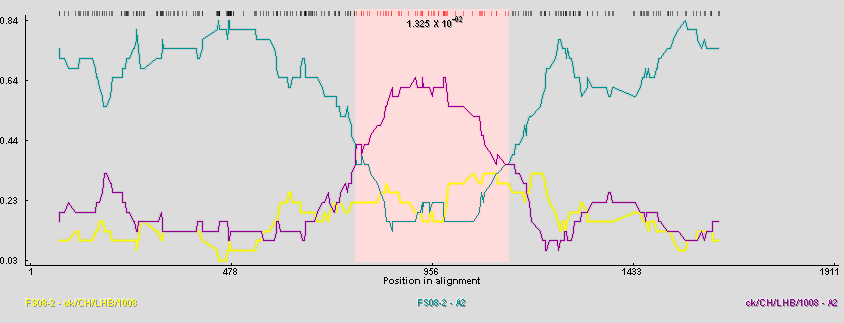 0.84
1.325 X 10^-02
0.64
0.44
0.23
0.03
1 478 956 1433 1911
Position in alignment
FS08-2 - ck/CH/LHB/1008 FS08-2 - A2 ck/CH/LHB/1008 - A2